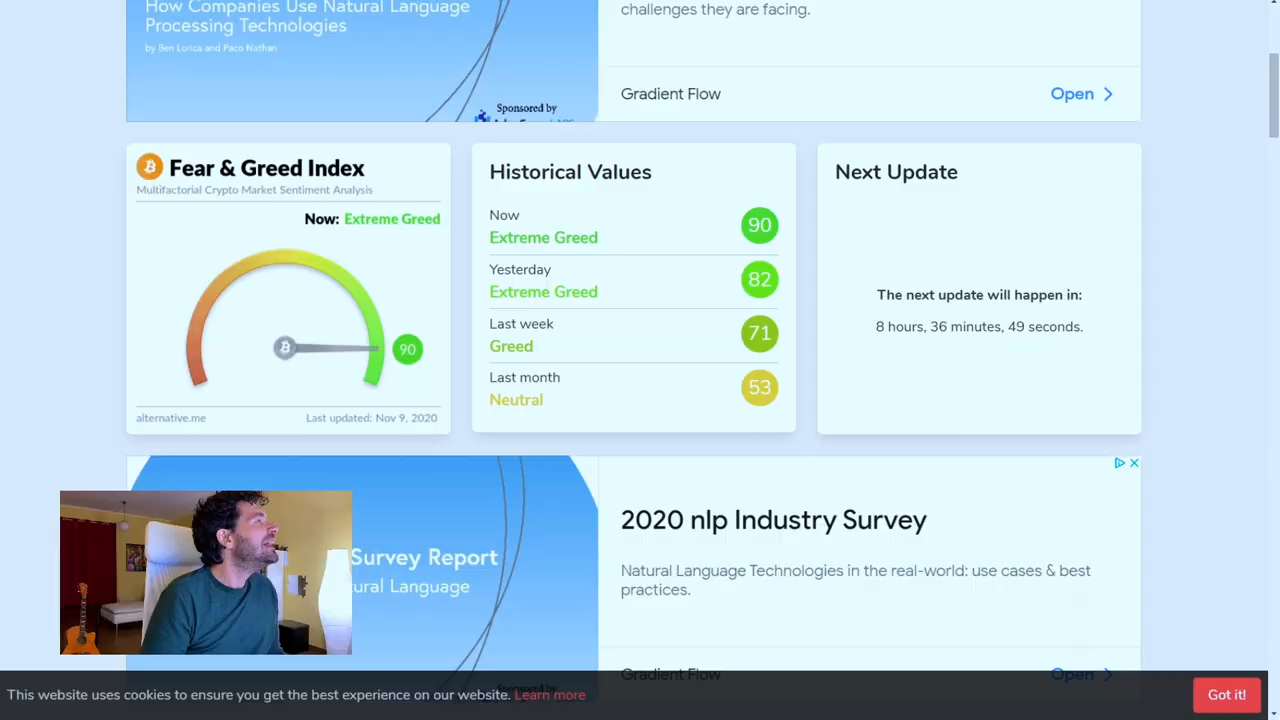 How Companies Use Natural Language
Processing Technologies
by Ben Lorica and Paco Nathan
Sponsored by
challenges they are facing.
Gradient Flow
Open
Fear & Greed Index
Multifactorial Crypto Market Sentiment Analysis
Now: Extreme Greed
90
alternative.me
Last updated: Nov 9, 2020
Historical Values
Now
Extreme Greed
90
Yesterday
Extreme Greed
82
Last week
Greed
71
Last month
Neutral
53
Next Update
The next update will happen in:
8 hours, 36 minutes, 49 seconds.
Survey Report
Language
2020 nlp Industry Survey
Natural Language Technologies in the real-world: use cases & best
practices.
Gradient Flow
Open
Sponsored by
This website uses cookies to ensure you get the best experience on our website. Learn more
Got it!